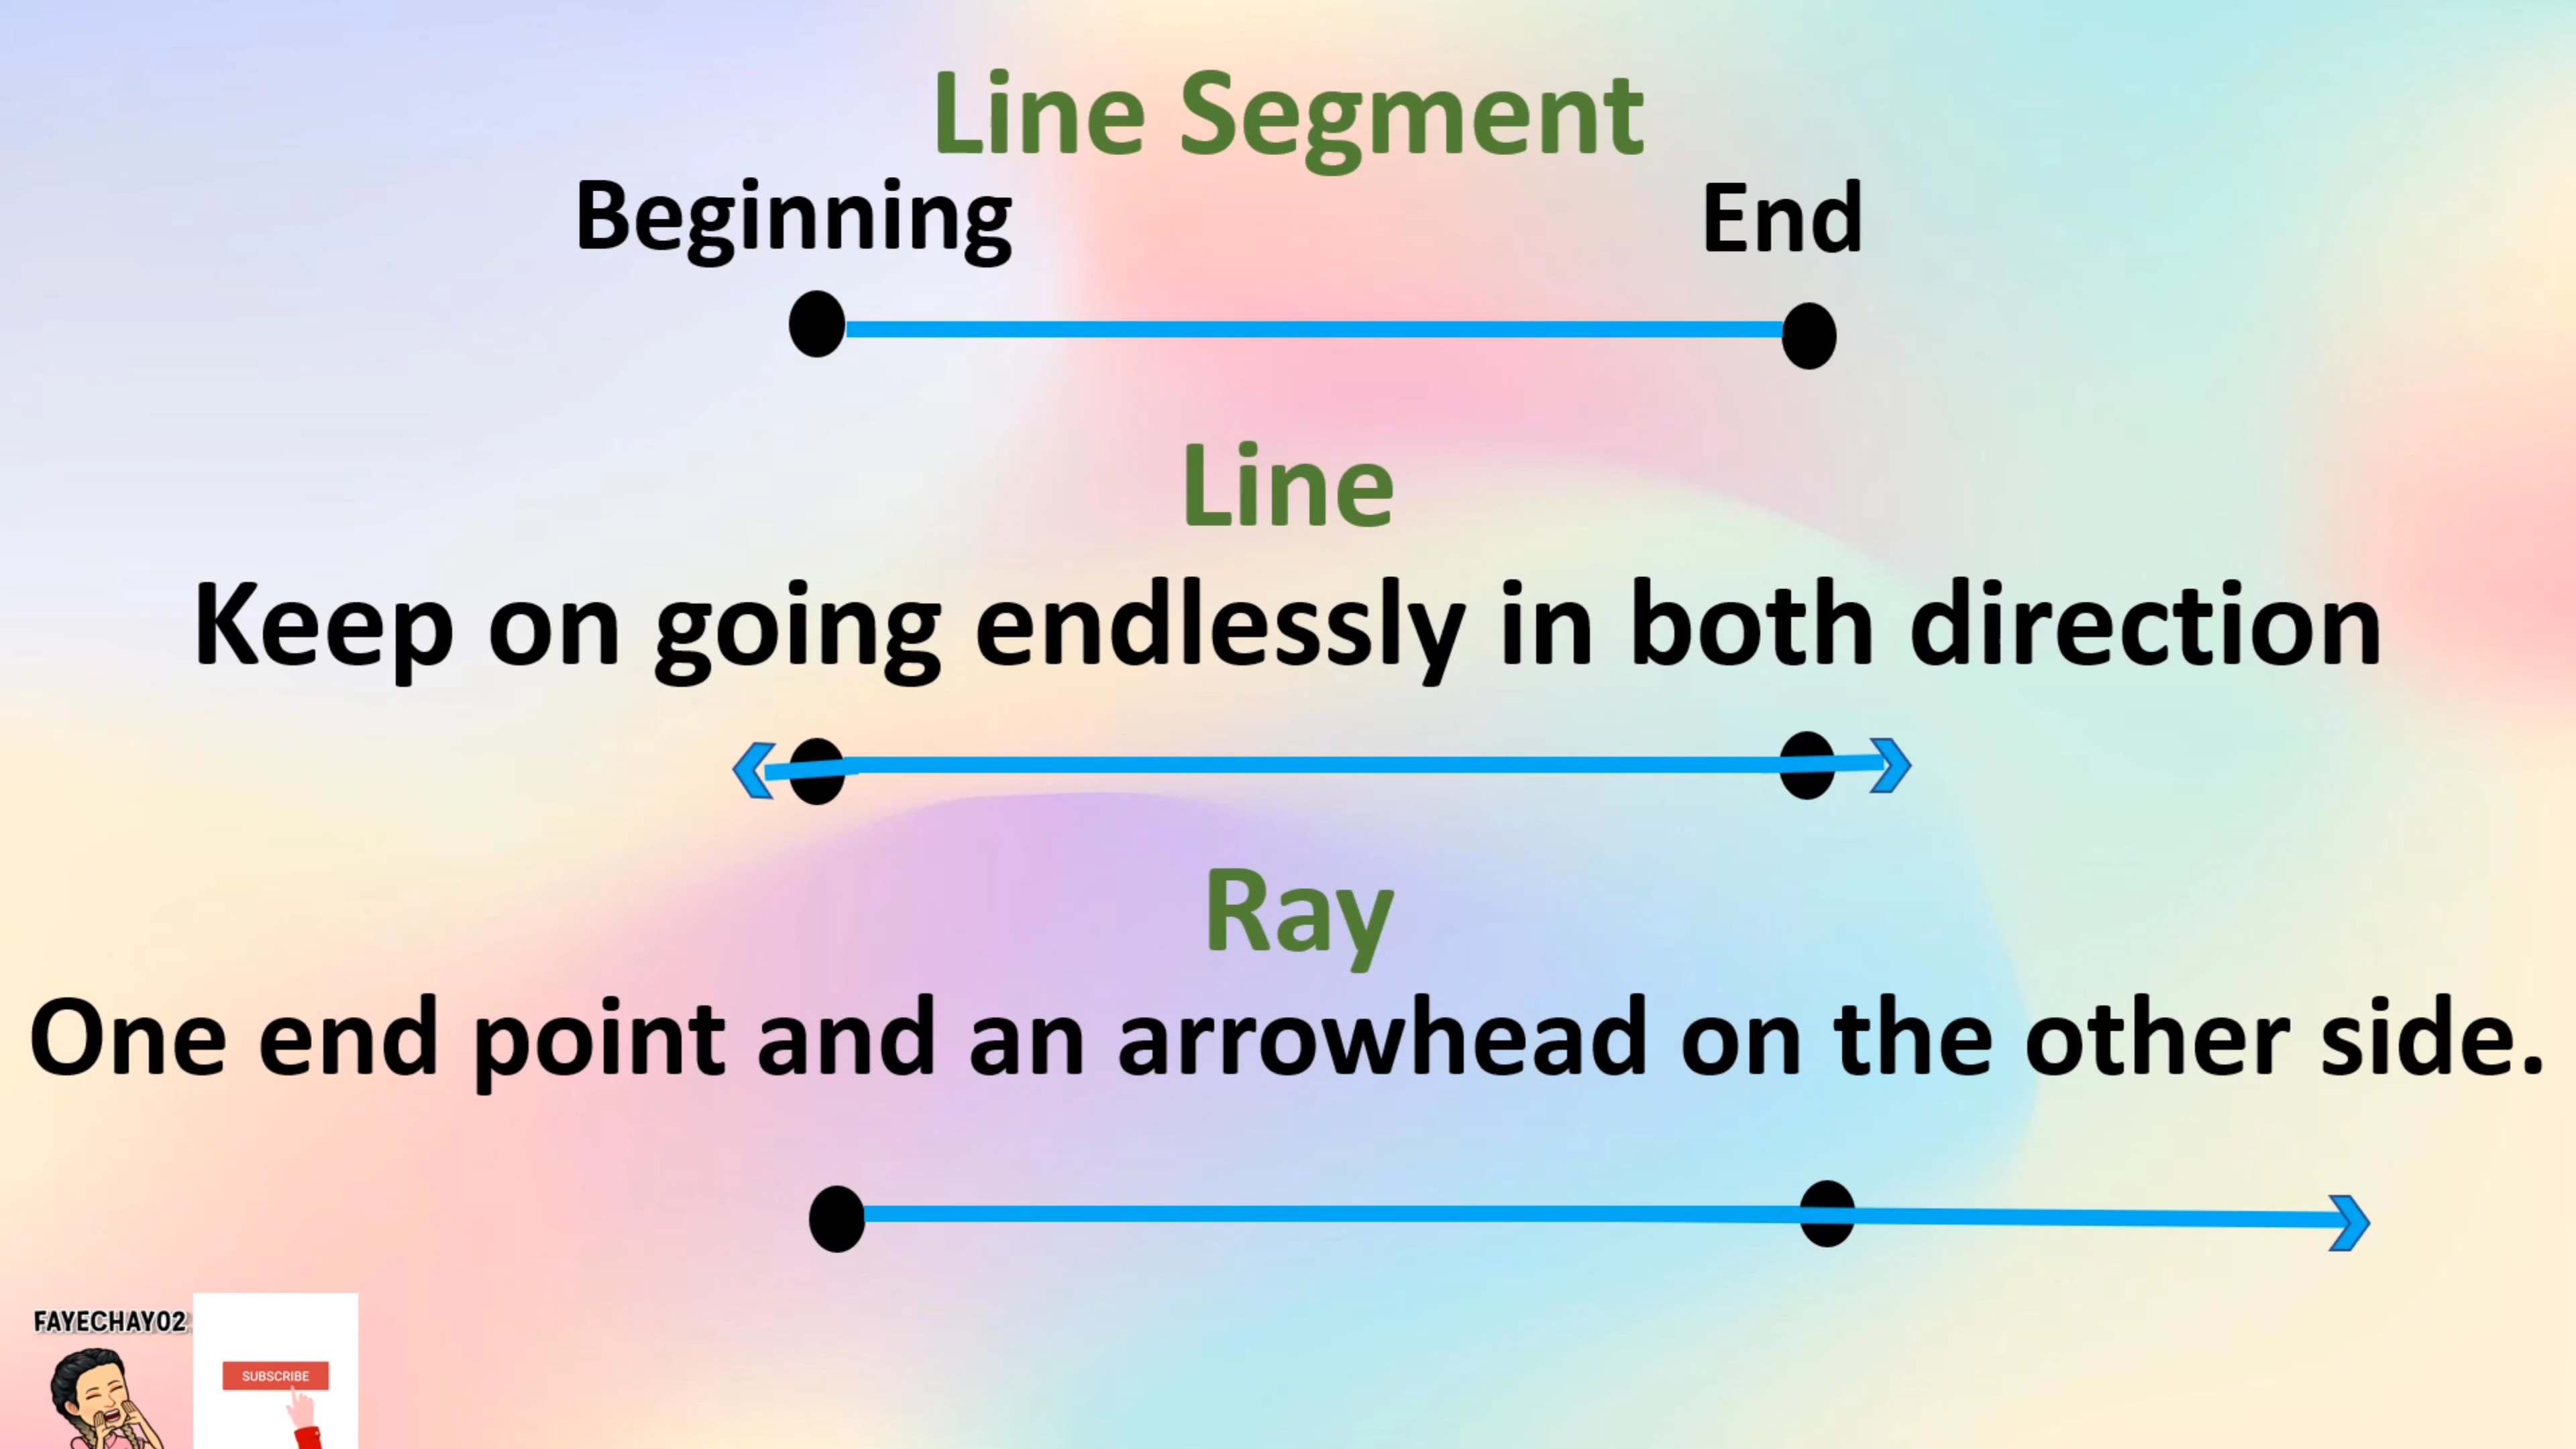 Line Segment
Beginning End
Line
Keep on going endlessly in both direction
Ray
One end point and an arrowhead on the other side.
FAYECHAY02
SUBSCRIBE